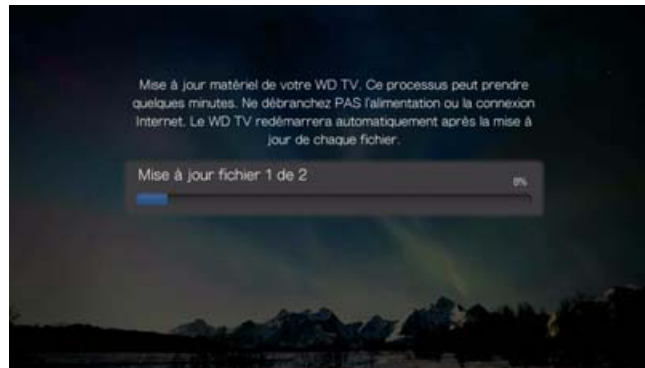 Mise à jour matériel de votre WD TV. Ce processus peut prendre
quelques minutes. Ne débranchez PAS l'alimentation ou la connexion
Internet. Le WD TV redémarrera automatiquement après la mise à
jour de chaque fichier.
Mise à jour fichier 1 de 2
0%